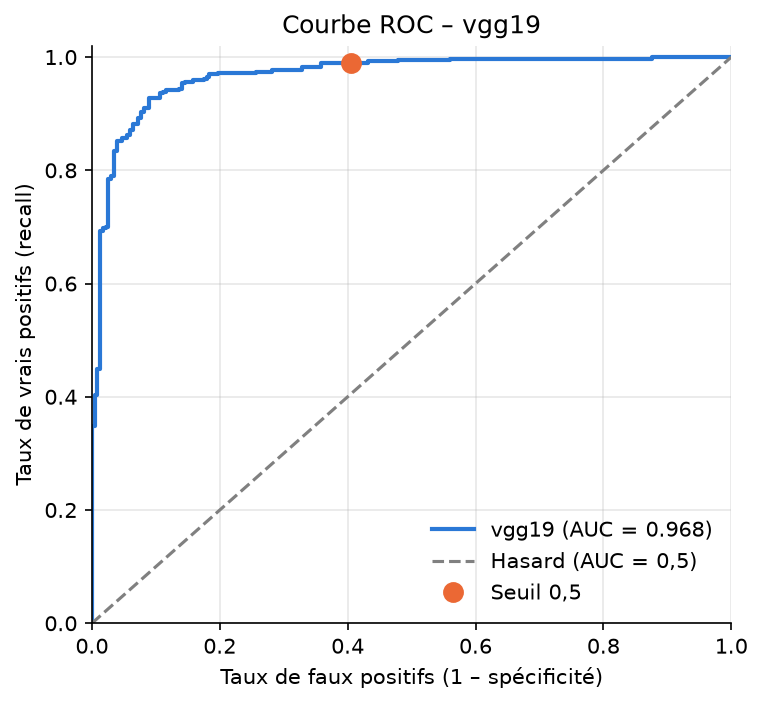 Courbe ROC – vgg19
1.0
0.8
0.6
0.4
0.2
0.0
Taux de vrais positifs (recall)
vgg19 (AUC = 0.968)
Hasard (AUC = 0,5)
Seuil 0,5
0.0 0.2 0.4 0.6 0.8 1.0
Taux de faux positifs (1 – spécificité)